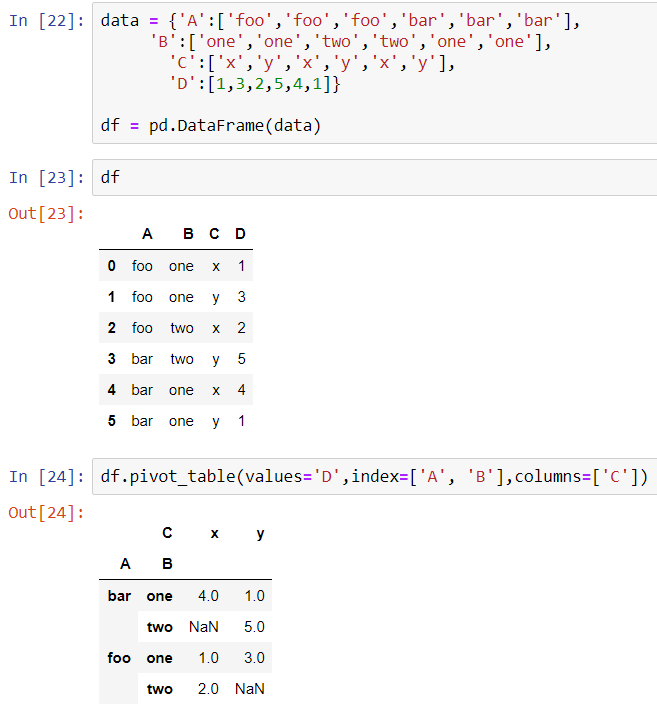 In [22]: data = {'A':['foo','foo','foo','bar','bar','bar'],
'B':['one','one','two','two','one','one'],
'C':['x','y','x','y','x','y'],
'D':[1,3,2,5,4,1]}
df = pd.DataFrame(data)
In [23]: df
Out[23]:
A B C D
0 foo one x 1
1 foo one y 3
2 foo two x 2
3 bar two y 5
4 bar one x 4
5 bar one y 1
In [24]: df.pivot_table(values='D',index=['A', 'B'],columns=['C'])
Out[24]:
C x y
A B
bar one 4.0 1.0
two NaN 5.0
foo one 1.0 3.0
two 2.0 NaN